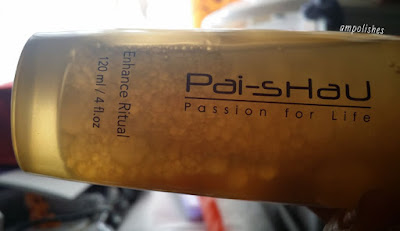 ampolishes
Pai-sHaU
Passion for Life
Enhance Ritual
120 ml / 4 fl.oz